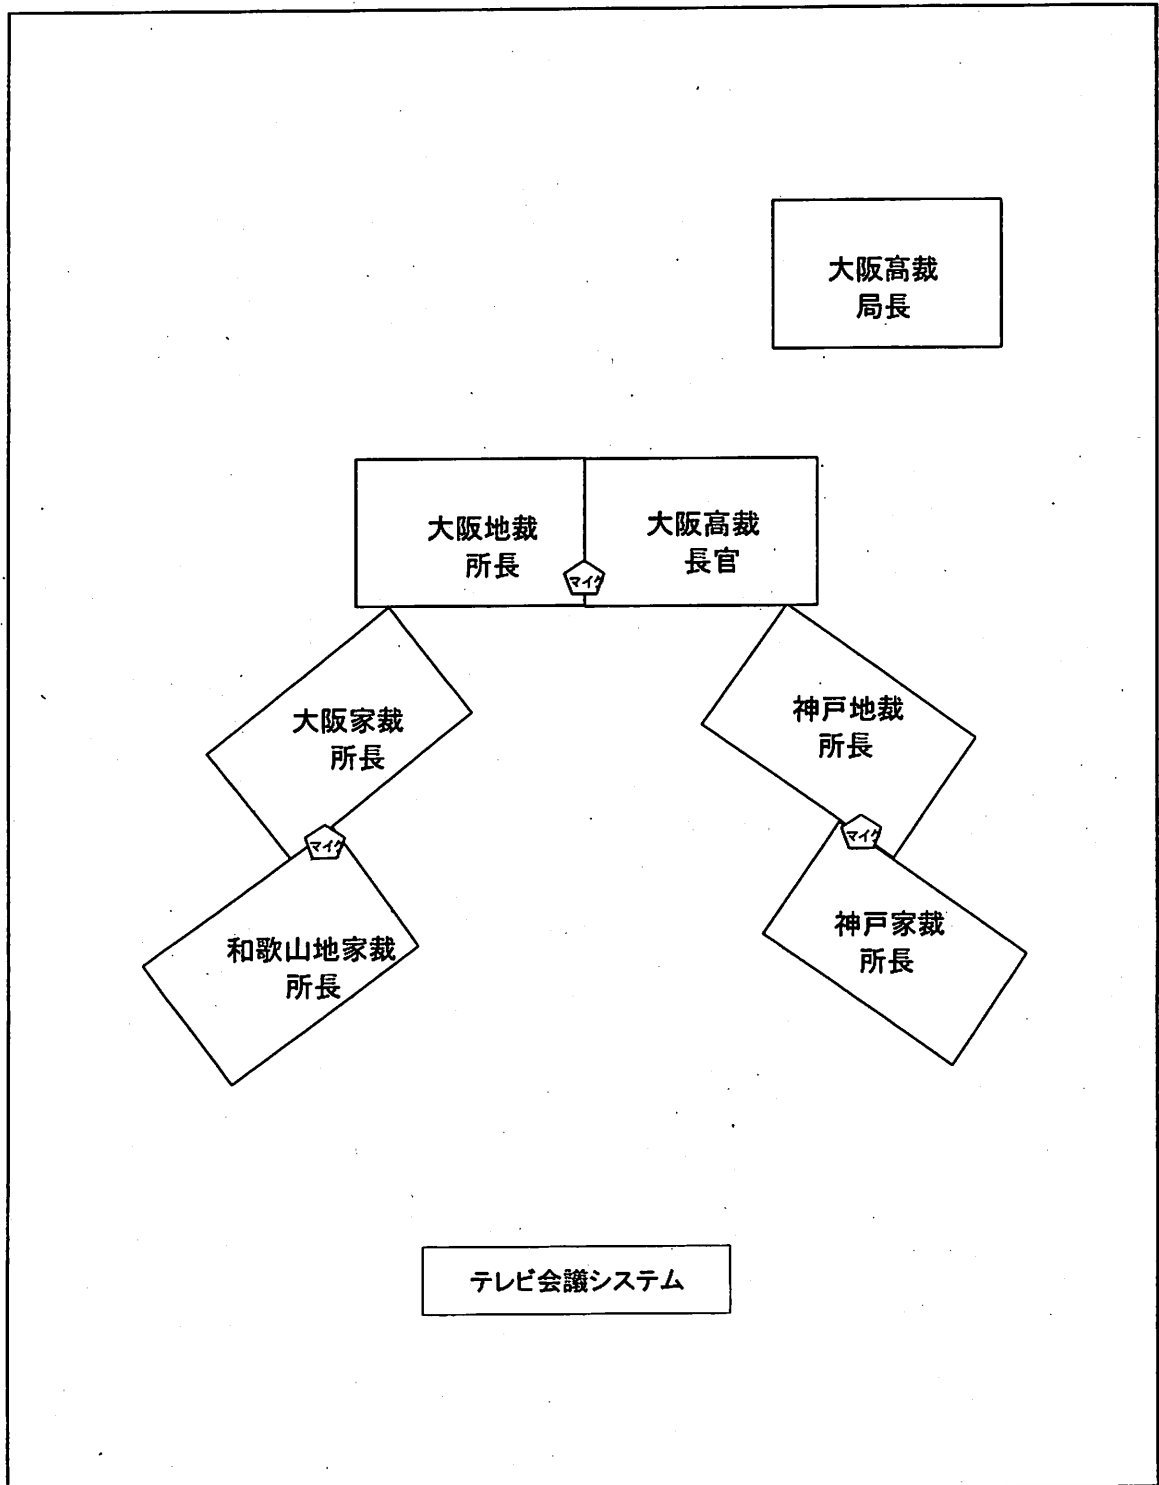 大阪高裁
局長
大阪地裁
所長
大阪高裁
長官
マイク
大阪家裁
所長
神戸地裁
所長
マイク
マイク
和歌山地家裁
所長
神戸家裁
所長
テレビ会議システム